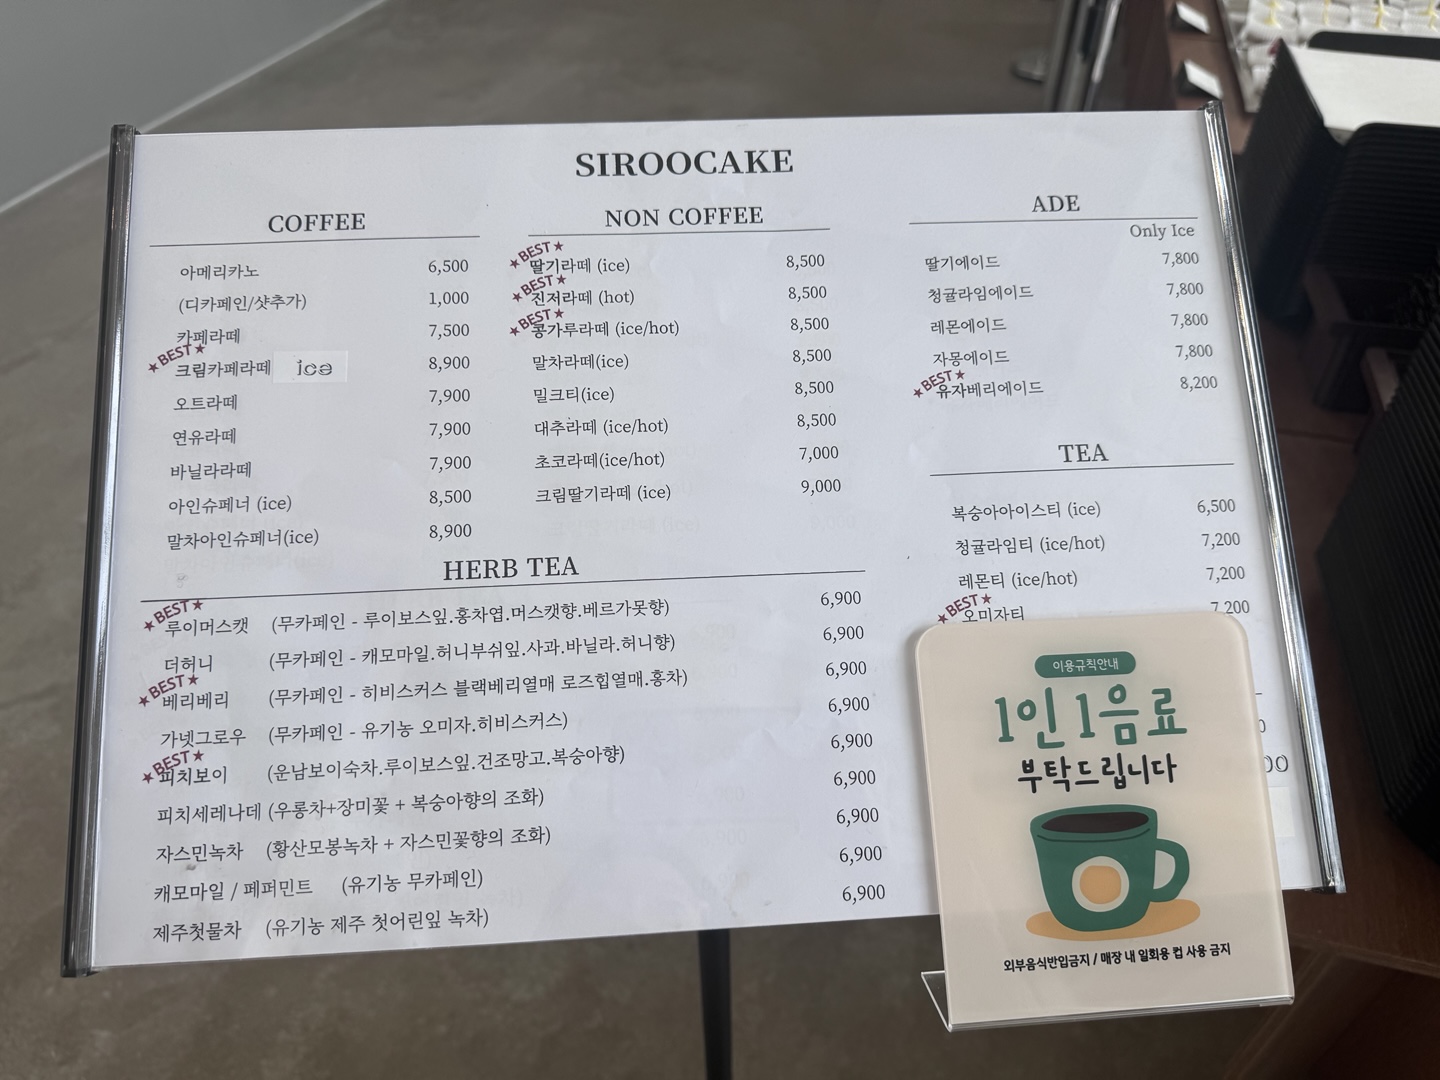 SIROOCAKE
COFFEE
아메리카노 6,500
(디카페인/샷추가) 1,000
카페라떼 7,500
★BEST★
크림카페라떼 ice 8,900
오트라떼 7,900
연유라떼 7,900
바닐라라떼 7,900
아인슈페너 (ice) 8,500
말차아인슈페너(ice) 8,900
NON COFFEE
★BEST★
딸기라떼 (ice) 8,500
★BEST★
진저라떼 (hot) 8,500
★BEST★
콩가루라떼 (ice/hot) 8,500
말차라떼(ice) 8,500
밀크티(ice) 8,500
대추라떼 (ice/hot) 8,500
초코라떼(ice/hot) 7,000
크림딸기라떼 (ice) 9,000
ADE
Only Ice
딸기에이드 7,800
청귤라임에이드 7,800
레몬에이드 7,800
자몽에이드 7,800
★BEST★
유자베리에이드 8,200
TEA
복숭아아이스티 (ice) 6,500
청귤라임티 (ice/hot) 7,200
레몬티 (ice/hot) 7,200
★BEST★
오미자티 7,200
HERB TEA
★BEST★
루이머스캣 (무카페인 - 루이보스잎.홍차엽.머스캣향.베르가못향) 6,900
더허니 (무카페인 - 캐모마일.허니부쉬잎.사과.바닐라.허니향) 6,900
★BEST★
베리베리 (무카페인 - 히비스커스 블랙베리열매 로즈힙열매.홍차) 6,900
가넷그로우 (무카페인 - 유기농 오미자.히비스커스) 6,900
★BEST★
피치보이 (운남보이숙차.루이보스잎.건조망고.복숭아향) 6,900
피치세레나데 (우롱차+장미꽃 + 복숭아향의 조화) 6,900
자스민녹차 (황산모봉녹차 + 자스민꽃향의 조화) 6,900
캐모마일 / 페퍼민트 (유기농 무카페인) 6,900
제주첫물차 (유기농 제주 첫어린잎 녹차) 6,900
이용규칙안내
1인 1음료
부탁드립니다
외부음식반입금지 / 매장 내 일회용 컵 사용 금지